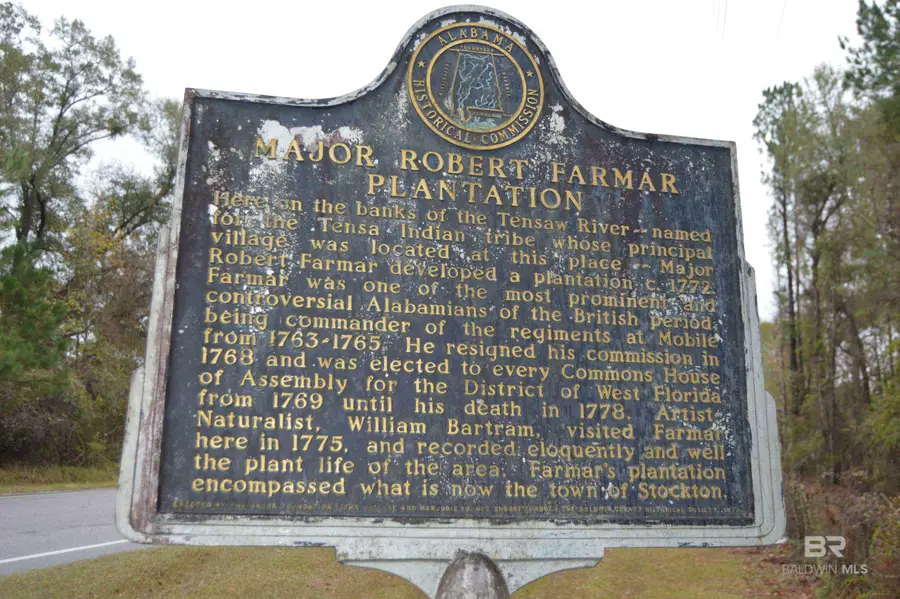 ALABAMA
HISTORICAL COMMISSION
MAJOR ROBERT FARMAR
PLANTATION
Here on the banks of the Tensaw River--named
for the Tensa Indian tribe whose principal
village was located at this place--Major
Robert Farmar developed a plantation c. 1772.
Farmar was one of the most prominent and
controversial Alabamians of the British period,
being commander of the regiments at Mobile
from 1763-1765. He resigned his commission in
1768 and was elected to every Commons House
of Assembly for the District of West Florida
from 1769 until his death in 1778. Artist-
Naturalist, William Bartram, visited Farmar
here in 1775, and recorded eloquently and well
the plant life of the area. Farmar's plantation
encompassed what is now the town of Stockton.
AND MARJORIE
BALDWIN COUNTY HISTORICAL SOCIETY
BR
BALDWIN MLS